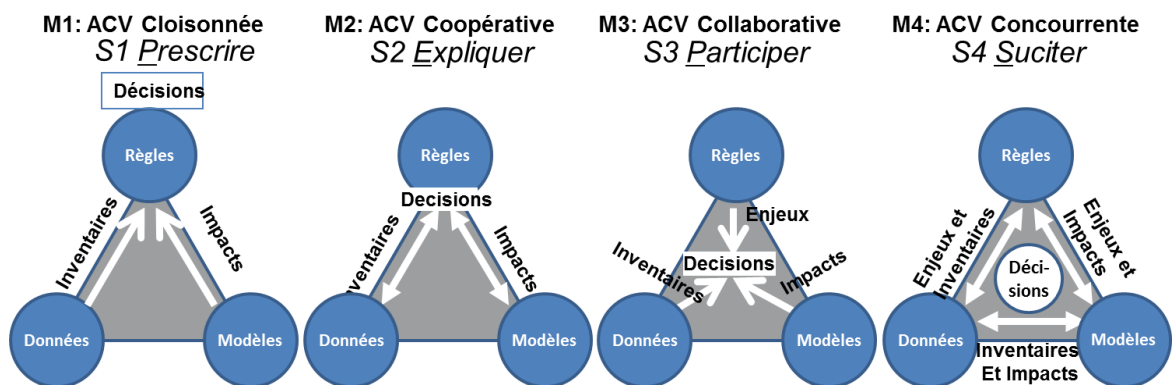 M1: ACV Cloisonnée
S1 Prescrire
Décisions
Règles
Inventaires
Impacts
Données
Modèles
M2: ACV Coopérative
S2 Expliquer
Règles
Decisions
nventaires
Impacts
Données
Modèles
M3: ACV Collaborative
S3 Participer
Règles
Enjeux
Decisions
Inventaires
Impacts
Données
Modèles
M4: ACV Concourrente
S4 Suciter
Règles
Enjeux et
Inventaires
Enjeux et
Impacts
Déci-
sions
Données
Modèles
Inventaires
Et Impacts